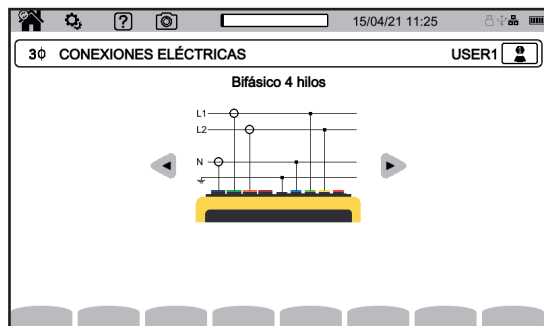 15/04/21 11:25
3Φ CONEXIONES ELÉCTRICAS USER1
Bifásico 4 hilos
L1
L2
N